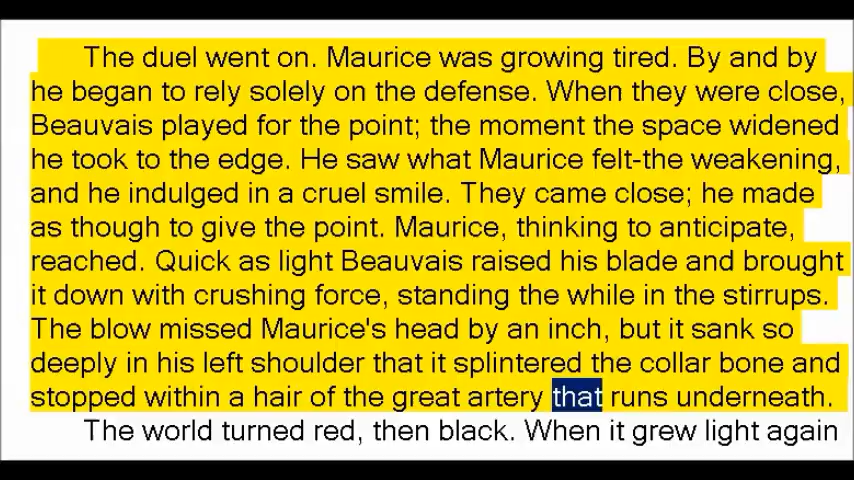 The duel went on. Maurice was growing tired. By and by
he began to rely solely on the defense. When they were close,
Beauvais played for the point; the moment the space widened
he took to the edge. He saw what Maurice felt-the weakening,
and he indulged in a cruel smile. They came close; he made
as though to give the point. Maurice, thinking to anticipate,
reached. Quick as light Beauvais raised his blade and brought
it down with crushing force, standing the while in the stirrups.
The blow missed Maurice's head by an inch, but it sank so
deeply in his left shoulder that it splintered the collar bone and
stopped within a hair of the great artery that runs underneath.
The world turned red, then black. When it grew light again